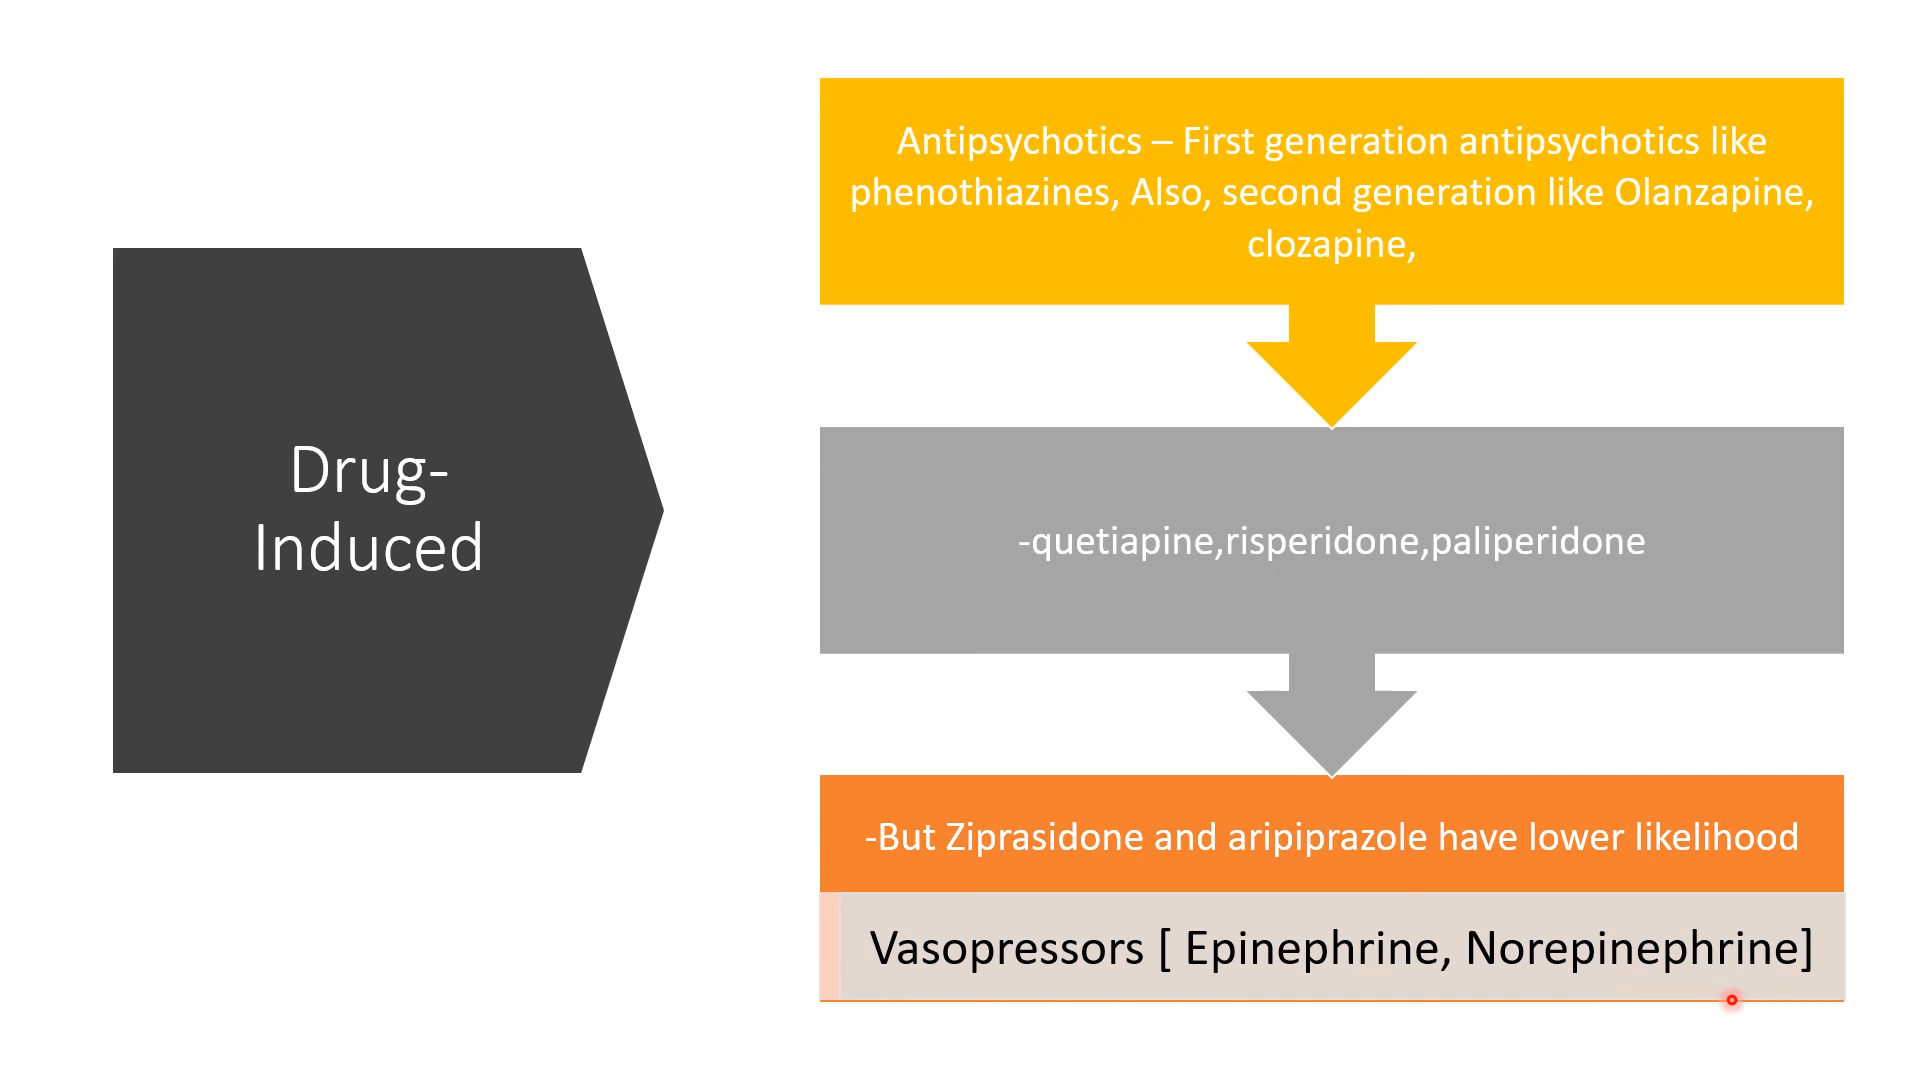 Drug-
Induced
Antipsychotics – First generation antipsychotics like
phenothiazines, Also, second generation like Olanzapine,
clozapine,
-quetiapine,risperidone,paliperidone
-But Ziprasidone and aripiprazole have lower likelihood
Vasopressors [ Epinephrine, Norepinephrine]